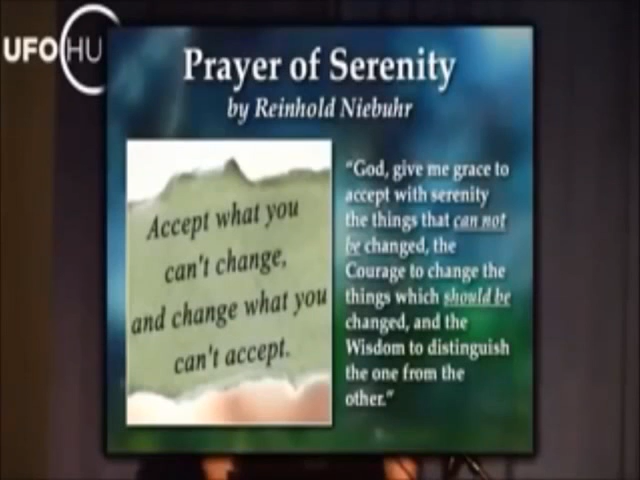 UFO HU
Prayer of Serenity
by Reinhold Niebuhr
Accept what you
can't change,
and change what you
can't accept.
"God, give me grace to
accept with serenity
the things that can not
be changed, the
Courage to change the
things which should be
changed, and the
Wisdom to distinguish
the one from the
other."